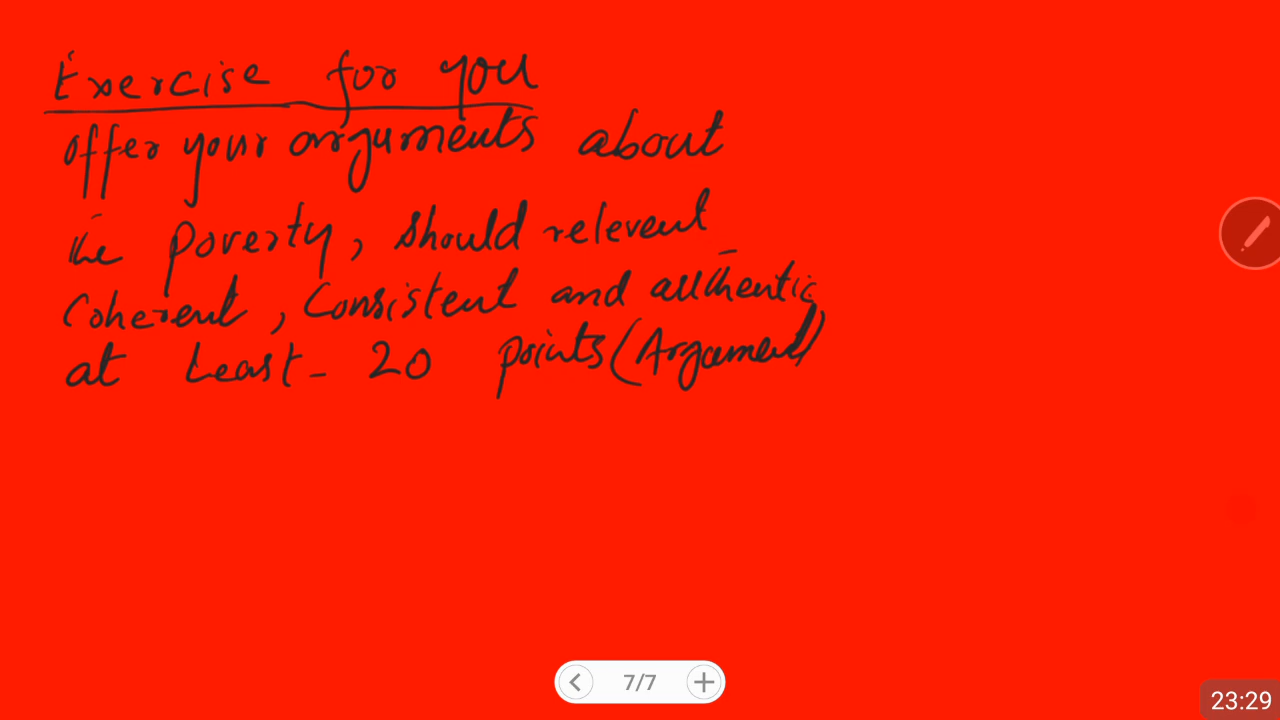 Exercise for you
offer your arguments about
the poverty, should relevent
Coherent, Consistent and authentic
at least - 20 points (Argument)
7/7
23:29